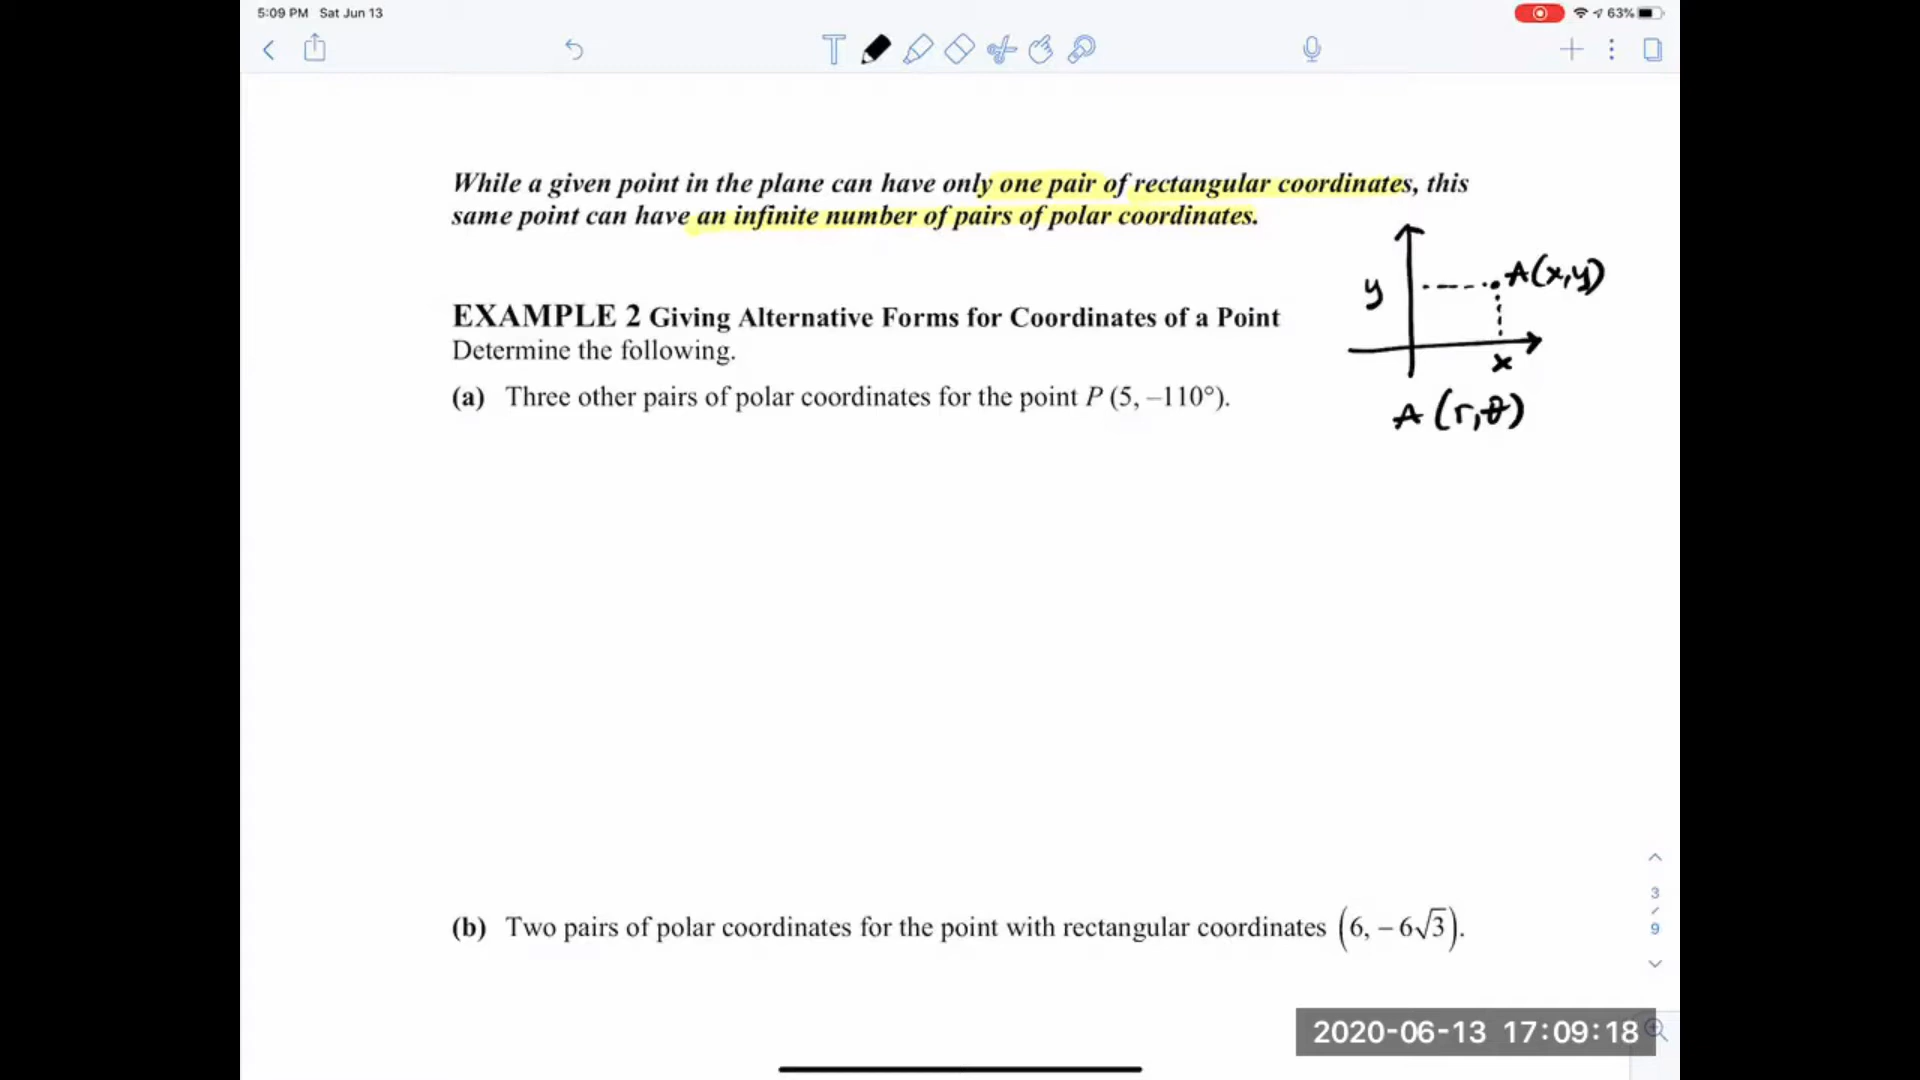 5:09 PM Sat Jun 13
63%
While a given point in the plane can have only one pair of rectangular coordinates, this
same point can have an infinite number of pairs of polar coordinates.
y
A(x,y)
x
A (r,θ)
EXAMPLE 2 Giving Alternative Forms for Coordinates of a Point
Determine the following.
(a) Three other pairs of polar coordinates for the point P (5, –110°).
(b) Two pairs of polar coordinates for the point with rectangular coordinates (6, – 6√3).
3
/
9
2020-06-13 17:09:18